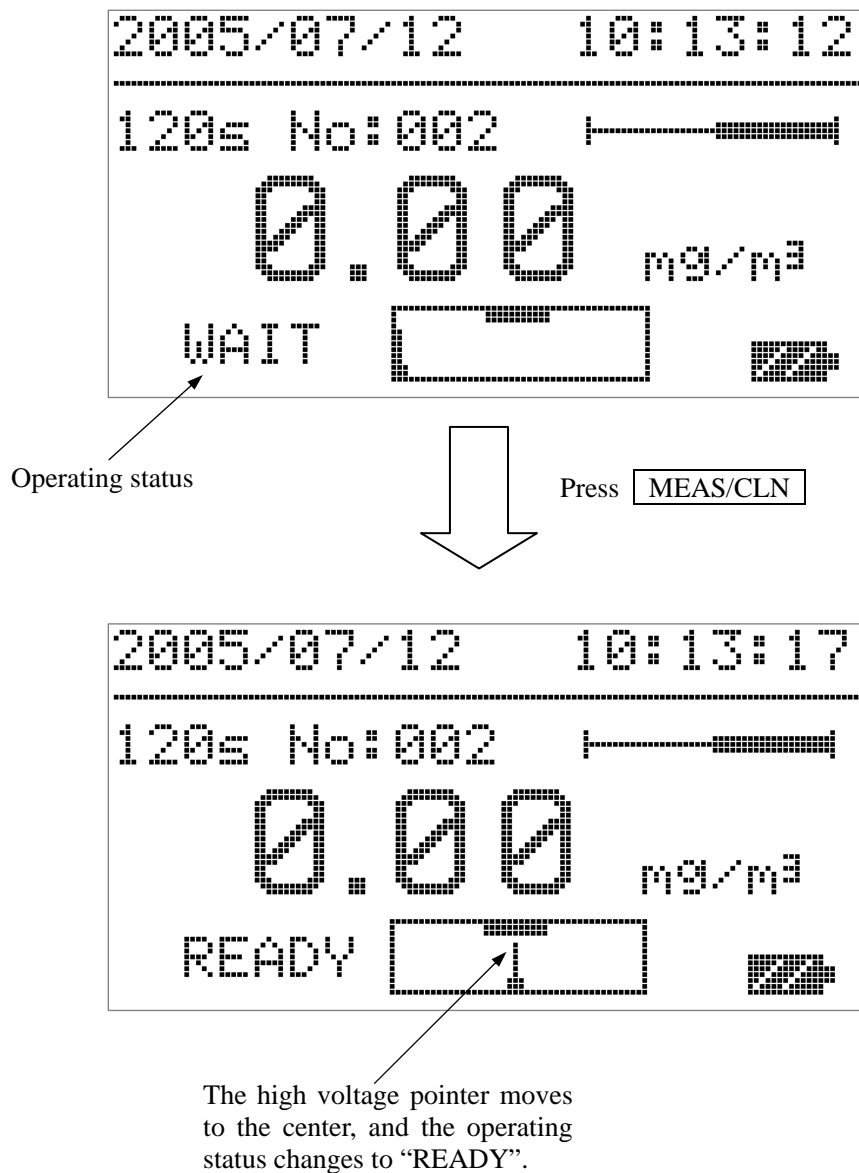 2005/07/12 10:13:12
120s No:002
0.00 mg/m³
WAIT
Operating status
Press MEAS/CLN
2005/07/12 10:13:17
120s No:002
0.00 mg/m³
READY
The high voltage pointer moves
to the center, and the operating
status changes to “READY”.